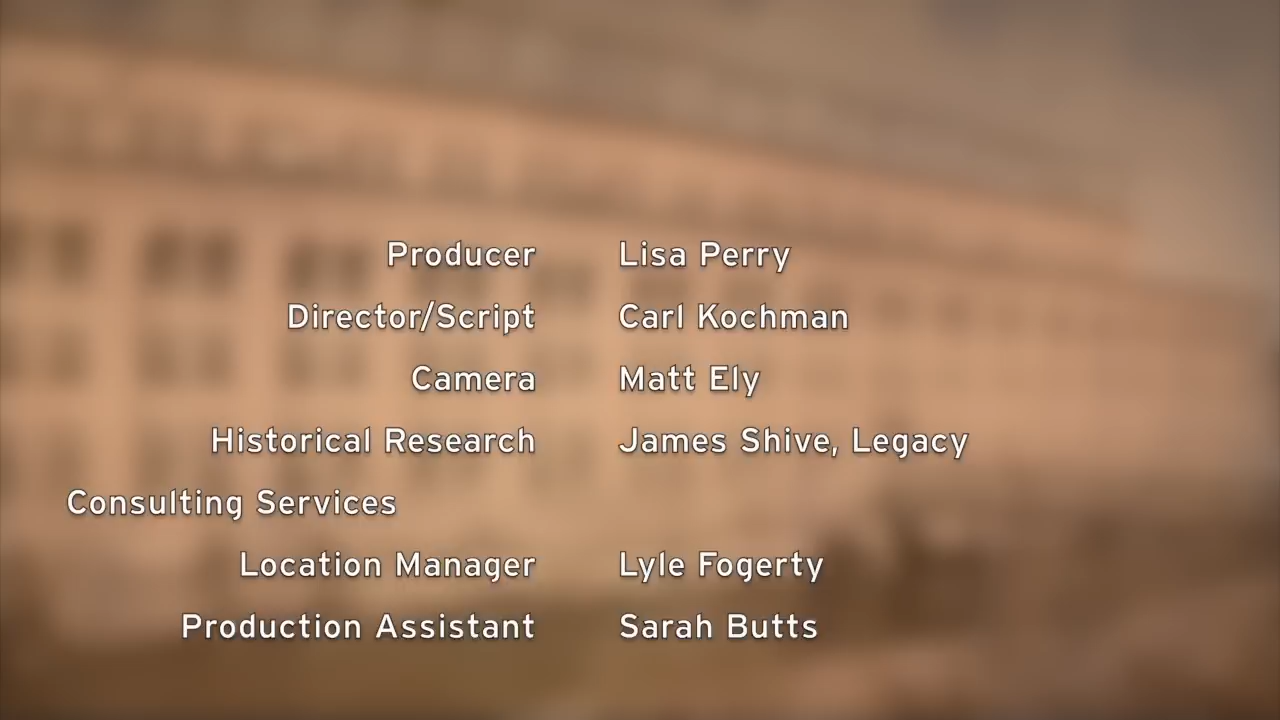 Producer Lisa Perry
Director/Script Carl Kochman
Camera Matt Ely
Historical Research James Shive, Legacy
Consulting Services
Location Manager Lyle Fogerty
Production Assistant Sarah Butts